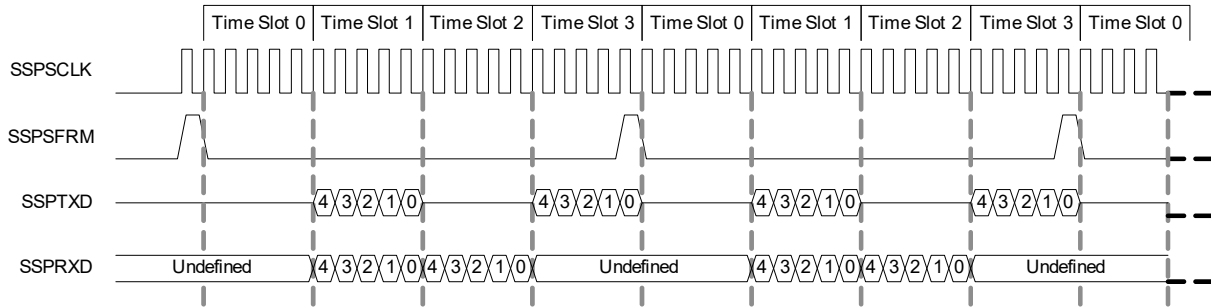 Time Slot 0 Time Slot 1 Time Slot 2 Time Slot 3 Time Slot 0 Time Slot 1 Time Slot 2 Time Slot 3 Time Slot 0
SSPSCLK
SSPSFRM
SSPTXD 4 3 2 1 0 4 3 2 1 0 4 3 2 1 0 4 3 2 1 0
SSPRXD Undefined 4 3 2 1 0 4 3 2 1 0 Undefined 4 3 2 1 0 4 3 2 1 0 Undefined